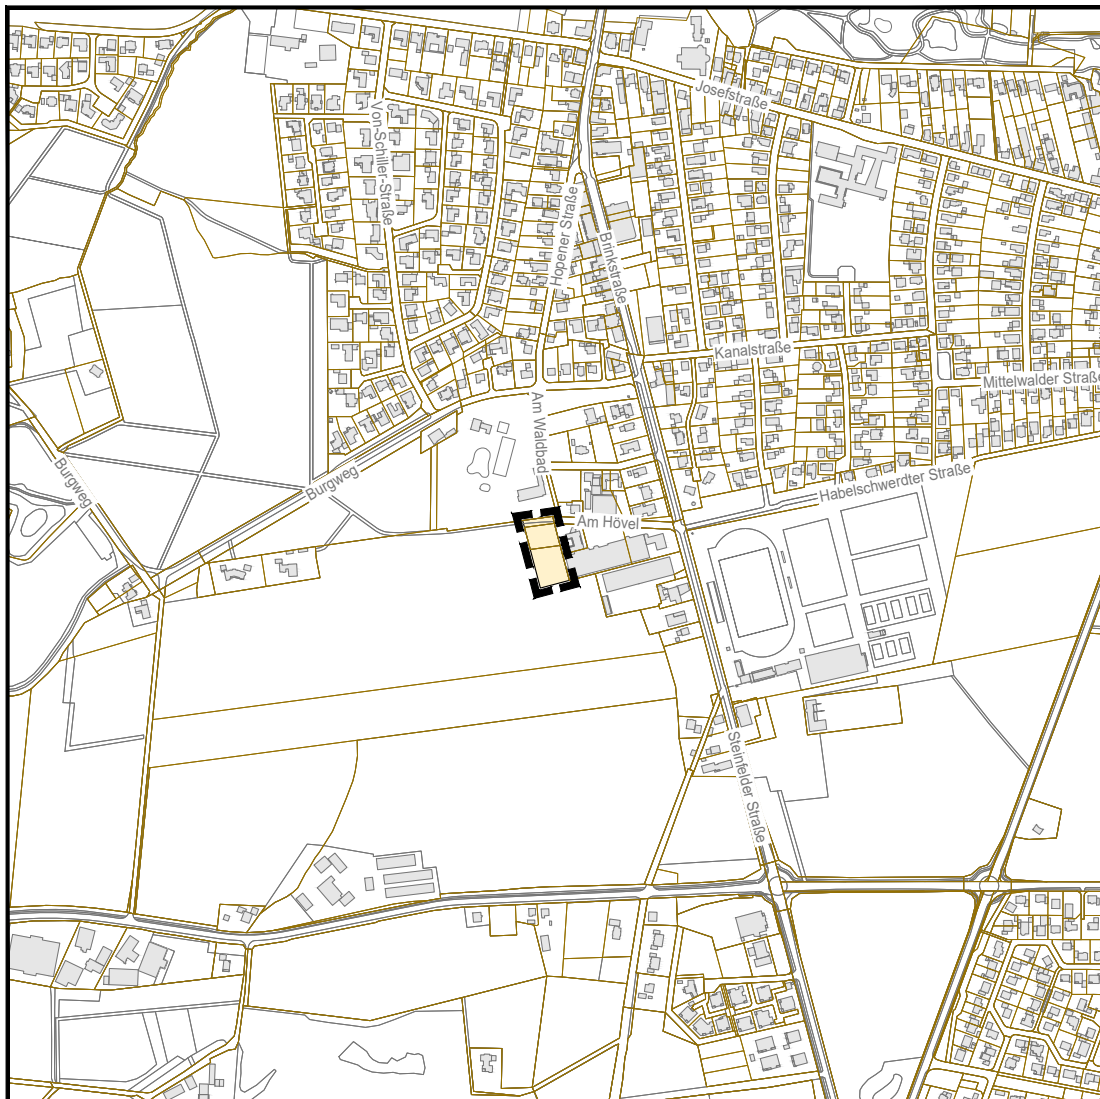 Josefstraße
Von-Schiller-Straße
Hopener Straße
Brinkstraße
Kanalstraße
Mittelwalder Straße
Am Waldbad
Burgweg
Burgweg
Habelschwerdter Straße
Am Hövel
Steinfelder Straße